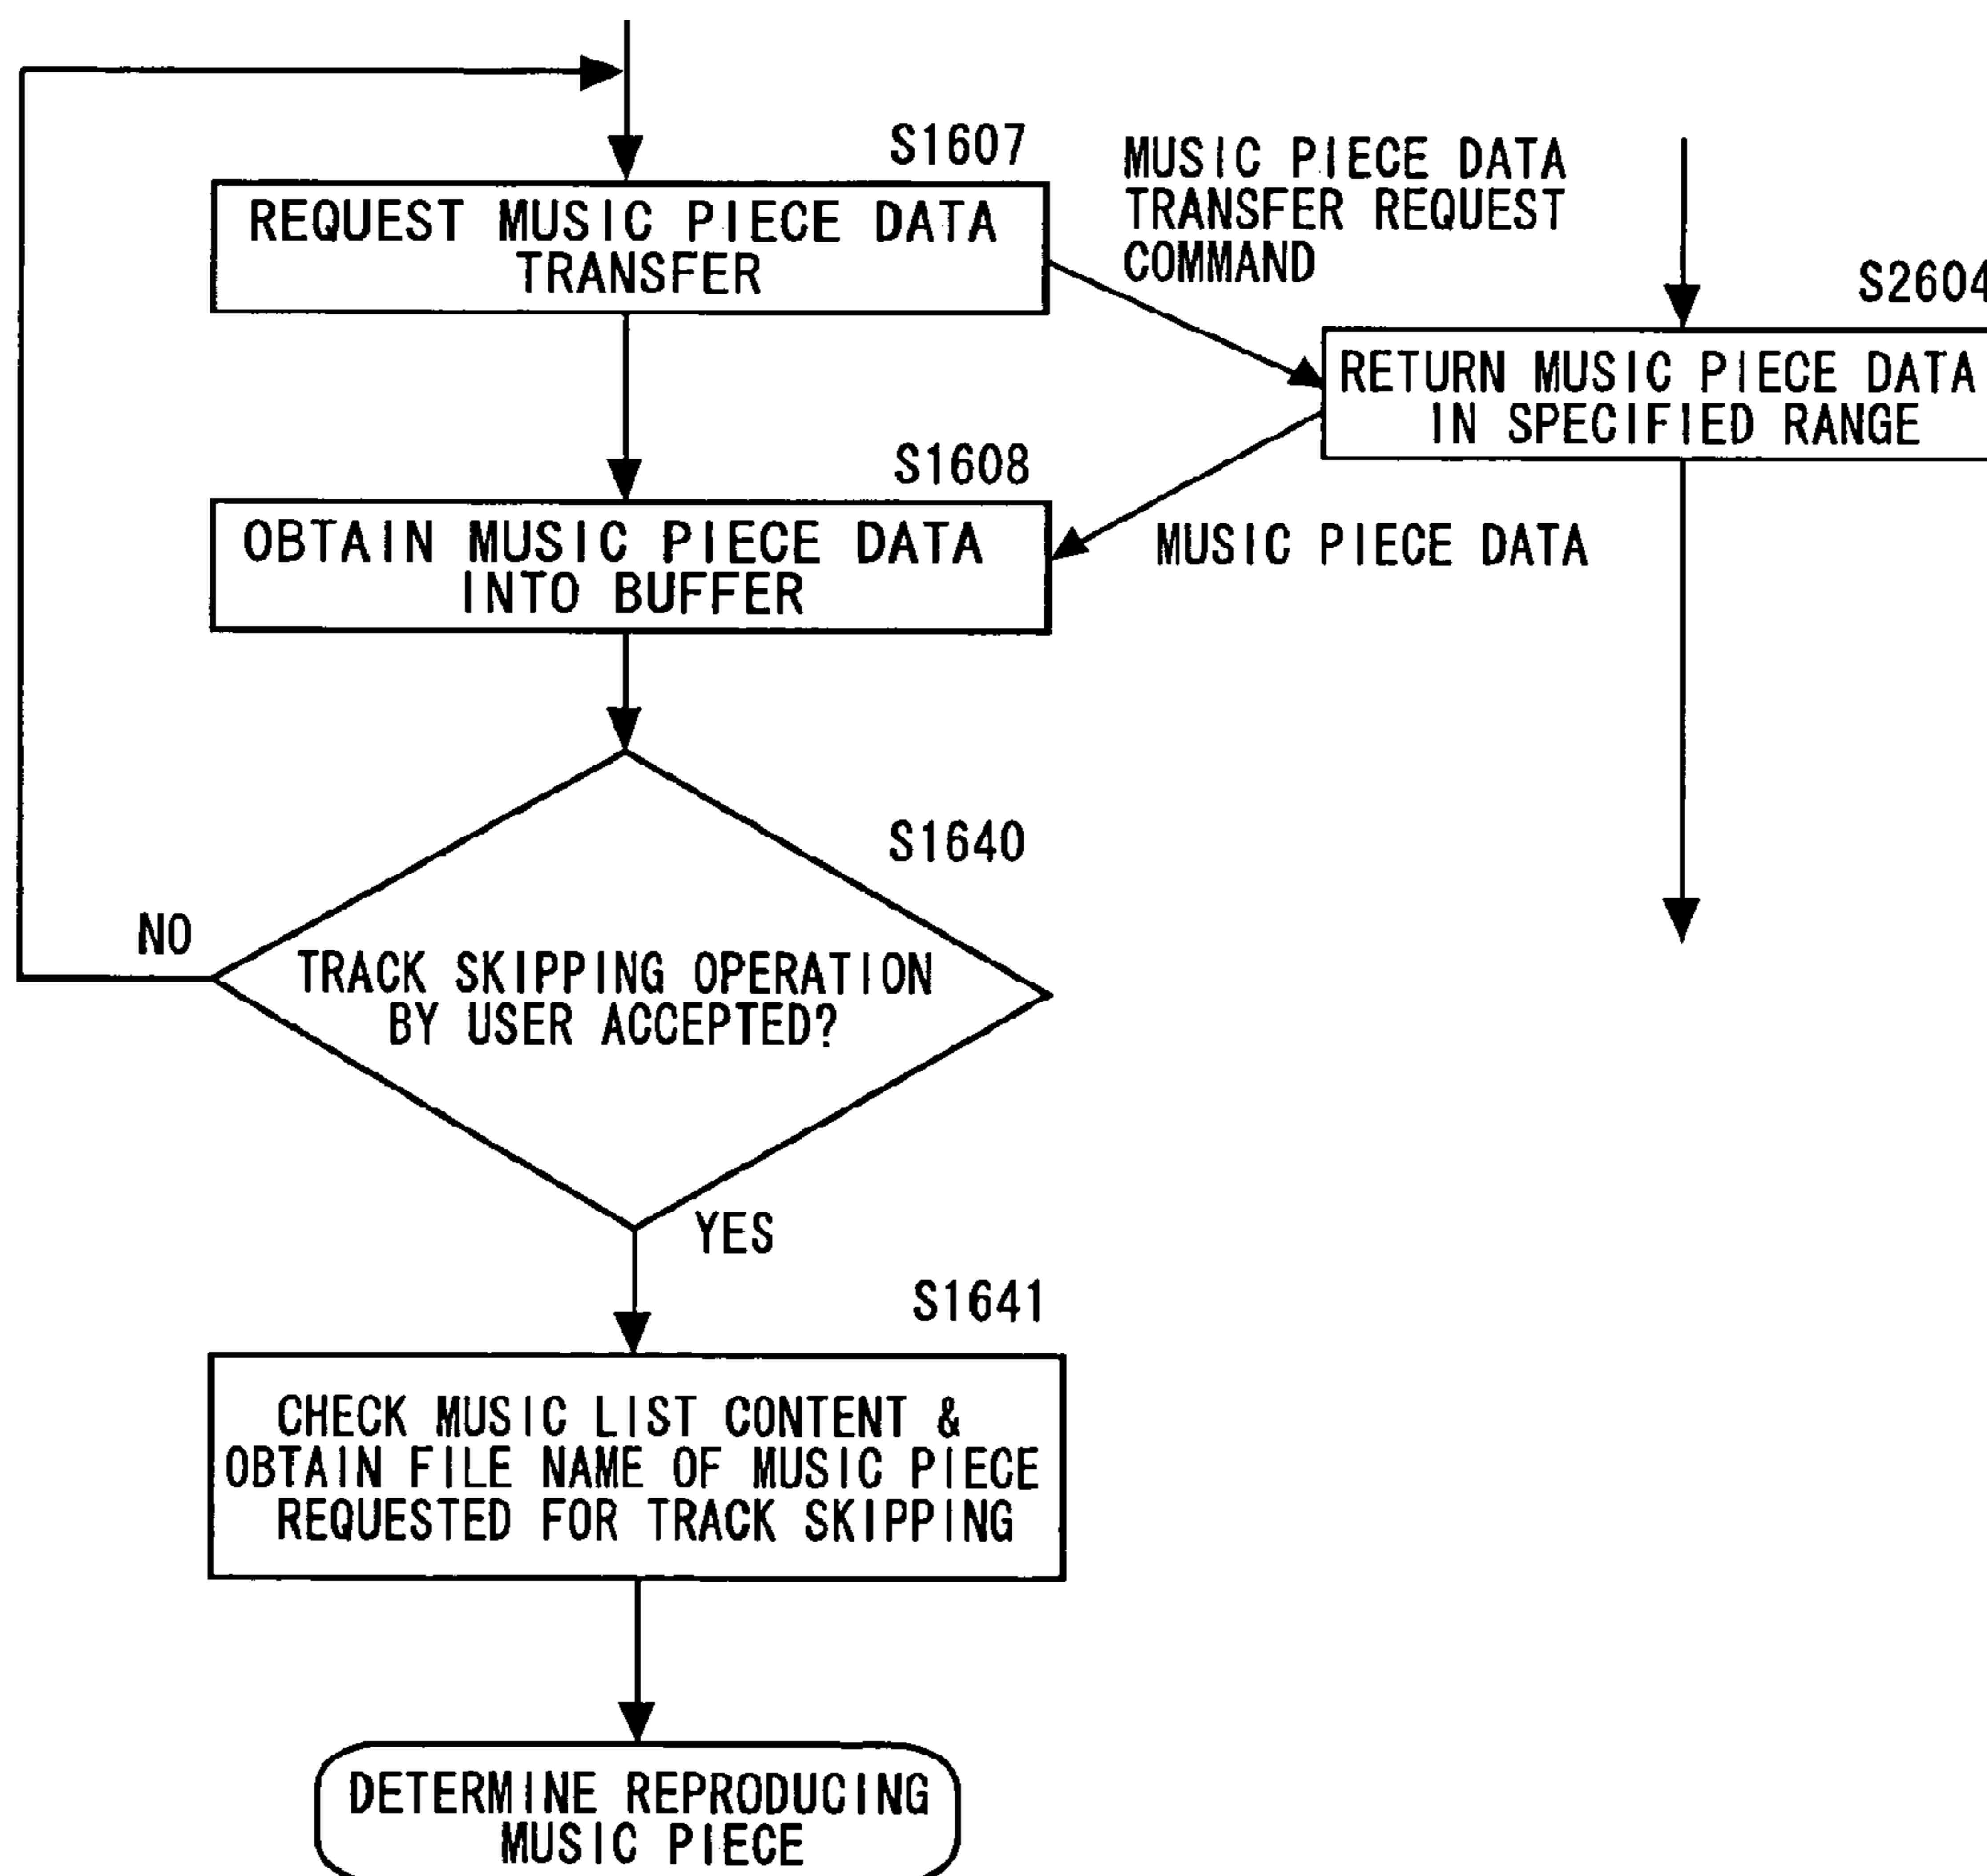 S1607
REQUEST MUSIC PIECE DATA
TRANSFER
MUSIC PIECE DATA
TRANSFER REQUEST
COMMAND
S2604
RETURN MUSIC PIECE DATA
IN SPECIFIED RANGE
S1608
OBTAIN MUSIC PIECE DATA
INTO BUFFER
MUSIC PIECE DATA
S1640
NO
TRACK SKIPPING OPERATION
BY USER ACCEPTED?
YES
S1641
CHECK MUSIC LIST CONTENT &
OBTAIN FILE NAME OF MUSIC PIECE
REQUESTED FOR TRACK SKIPPING
DETERMINE REPRODUCING
MUSIC PIECE